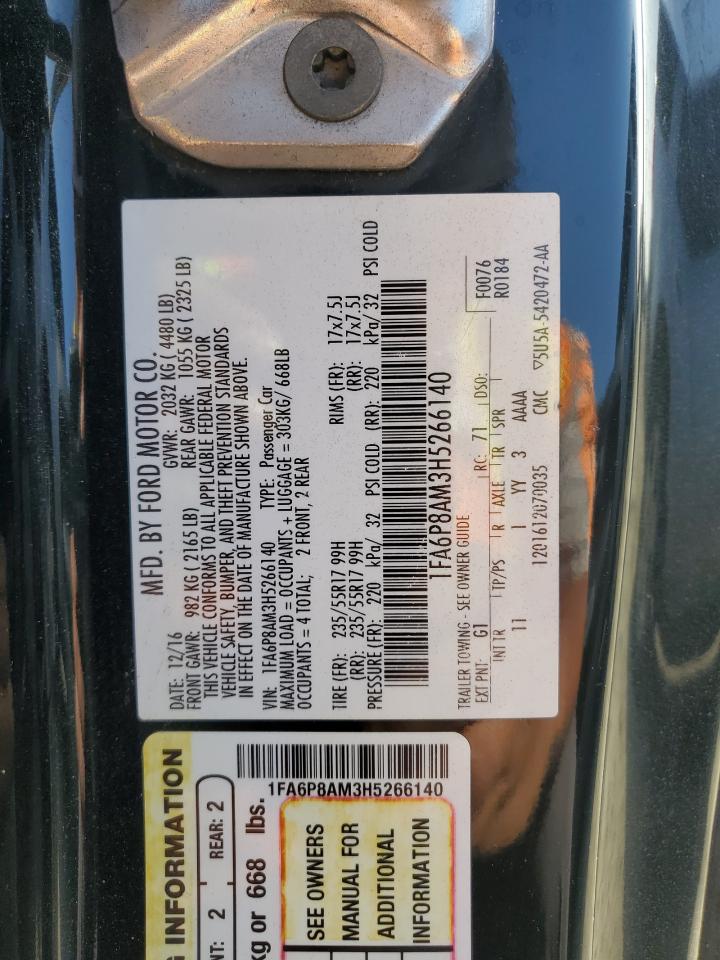 MFD. BY FORD MOTOR CO.
DATE: 12/16 GVWR: 2032 KG ( 4480 LB)
FRONT GAWR: 982 KG ( 2165 LB) REAR GAWR: 1055 KG ( 2325 LB)
THIS VEHICLE CONFORMS TO ALL APPLICABLE FEDERAL MOTOR
VEHICLE SAFETY, BUMPER, AND THEFT PREVENTION STANDARDS
IN EFFECT ON THE DATE OF MANUFACTURE SHOWN ABOVE.
VIN: 1FA6P8AM3H5266140 TYPE: Passenger Car
MAXIMUM LOAD = OCCUPANTS + LUGGAGE = 303KG/ 668LB
OCCUPANTS = 4 TOTAL; 2 FRONT, 2 REAR
TIRE (FR): 235/55R17 99H RIMS (FR): 17x7.5J
(RR): 235/55R17 99H (RR): 17x7.5J
PRESSURE (FR): 220 kPa/ 32 PSI COLD (RR): 220 kPa/ 32 PSI COLD
1FA6P8AM3H5266140
TRAILER TOWING - SEE OWNER GUIDE F0076
EXT PNT: G1 RC: 71 DSO: R0184
INT TR TP/PS R AXLE TR SPR
11 I YY 3 AAAA
1201612079035 CMC 5U5A-5420472-AA
G INFORMATION
NT: 2 REAR: 2
kg or 668 lbs.
1FA6P8AM3H5266140
SEE OWNERS
MANUAL FOR
ADDITIONAL
INFORMATION